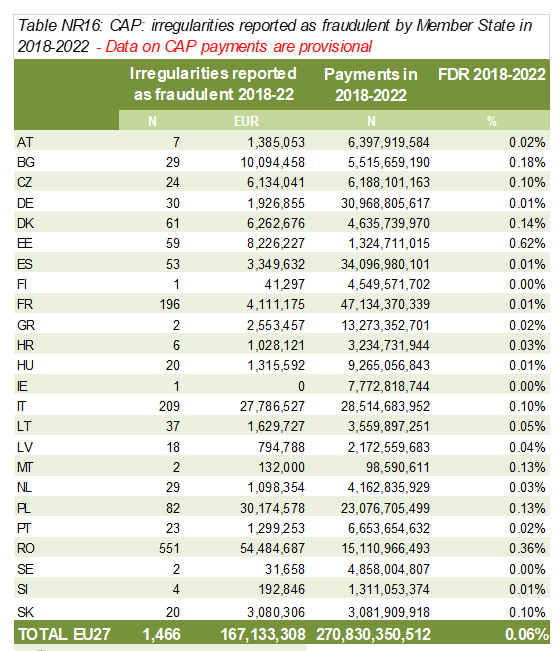 Table NR16: CAP: irregularities reported as fraudulent by Member State in
2018-2022 - Data on CAP payments are provisional
Irregularities reported as fraudulent 2018-22 Payments in 2018-2022 FDR 2018-2022
N EUR N %
AT 7 1,385,053 6,397,919,584 0.02%
BG 29 10,094,458 5,515,659,190 0.18%
CZ 24 6,134,041 6,188,101,163 0.10%
DE 30 1,926,855 30,968,805,617 0.01%
DK 61 6,262,676 4,635,739,970 0.14%
EE 59 8,226,227 1,324,711,015 0.62%
ES 53 3,349,632 34,096,980,101 0.01%
FI 1 41,297 4,549,571,702 0.00%
FR 196 4,111,175 47,134,370,339 0.01%
GR 2 2,553,457 13,273,352,701 0.02%
HR 6 1,028,121 3,234,731,944 0.03%
HU 20 1,315,592 9,265,056,843 0.01%
IE 1 0 7,772,818,744 0.00%
IT 209 27,786,527 28,514,683,952 0.10%
LT 37 1,629,727 3,559,897,251 0.05%
LV 18 794,788 2,172,559,683 0.04%
MT 2 132,000 98,590,611 0.13%
NL 29 1,098,354 4,162,835,929 0.03%
PL 82 30,174,578 23,076,705,499 0.13%
PT 23 1,299,253 6,653,654,632 0.02%
RO 551 54,484,687 15,110,966,493 0.36%
SE 2 31,658 4,858,004,807 0.00%
SI 4 192,846 1,311,053,374 0.01%
SK 20 3,080,306 3,081,909,918 0.10%
TOTAL EU27 1,466 167,133,308 270,830,350,512 0.06%